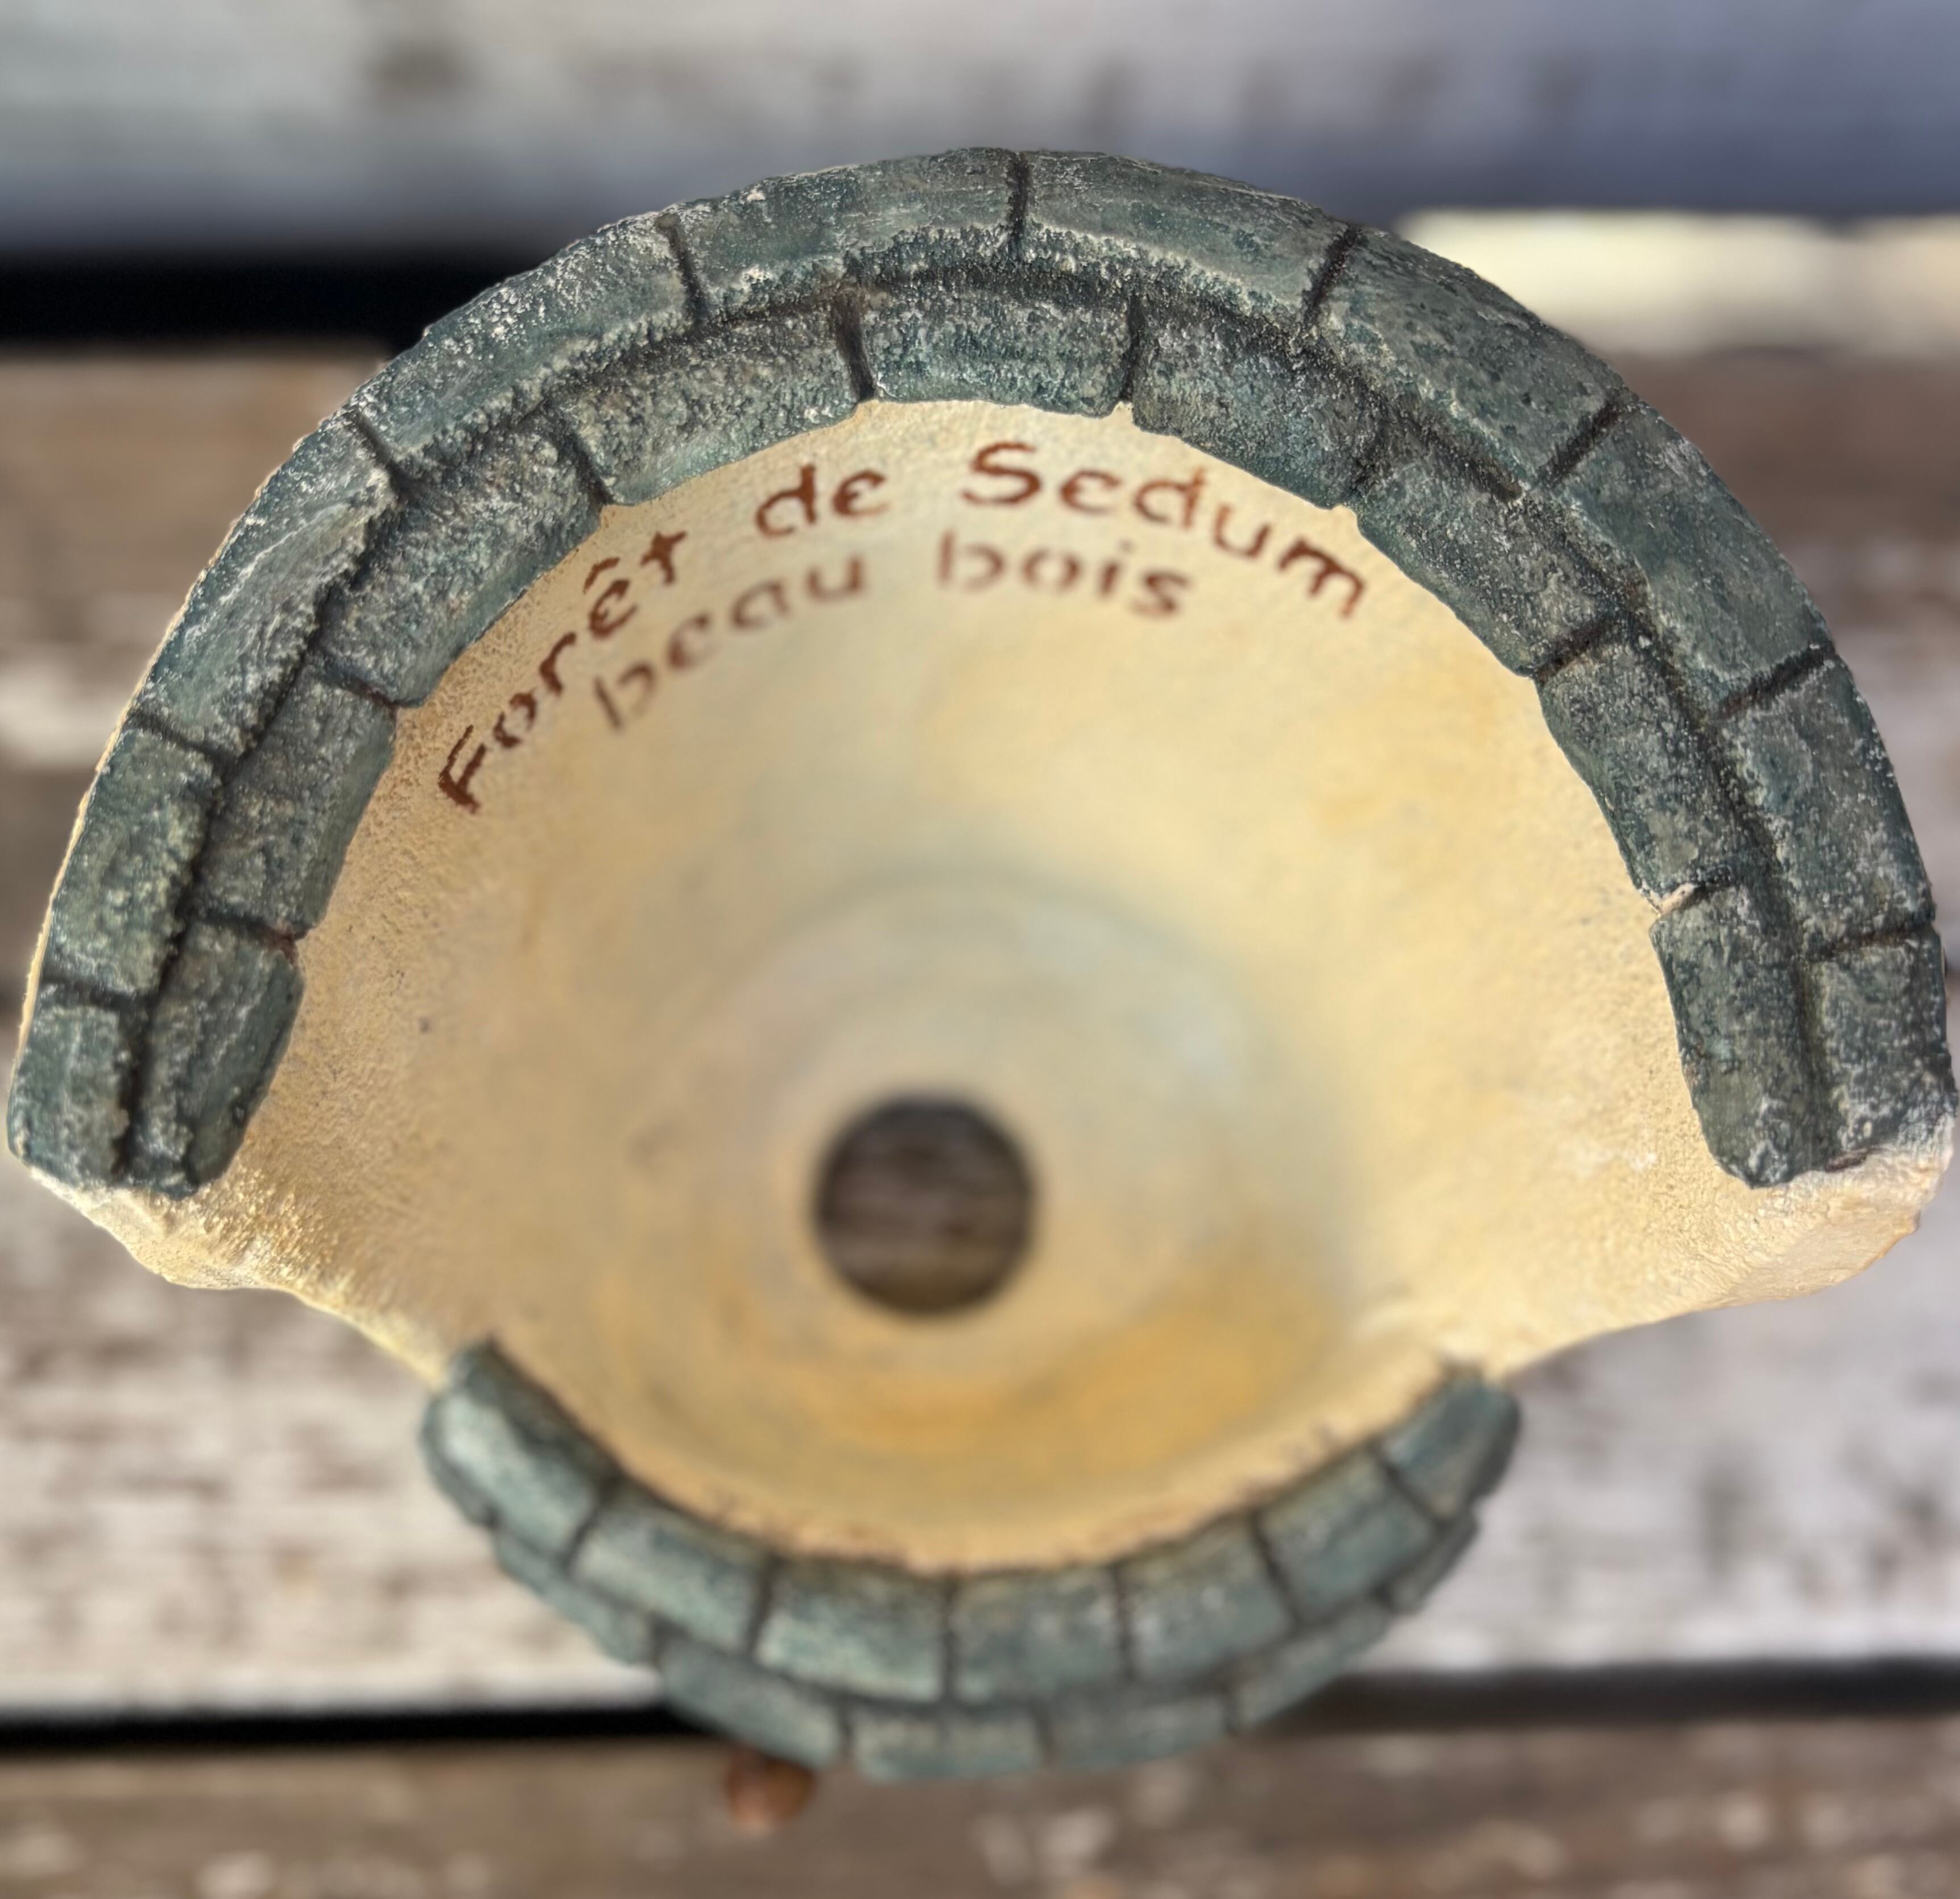 Forêt de Sedum
beau bois